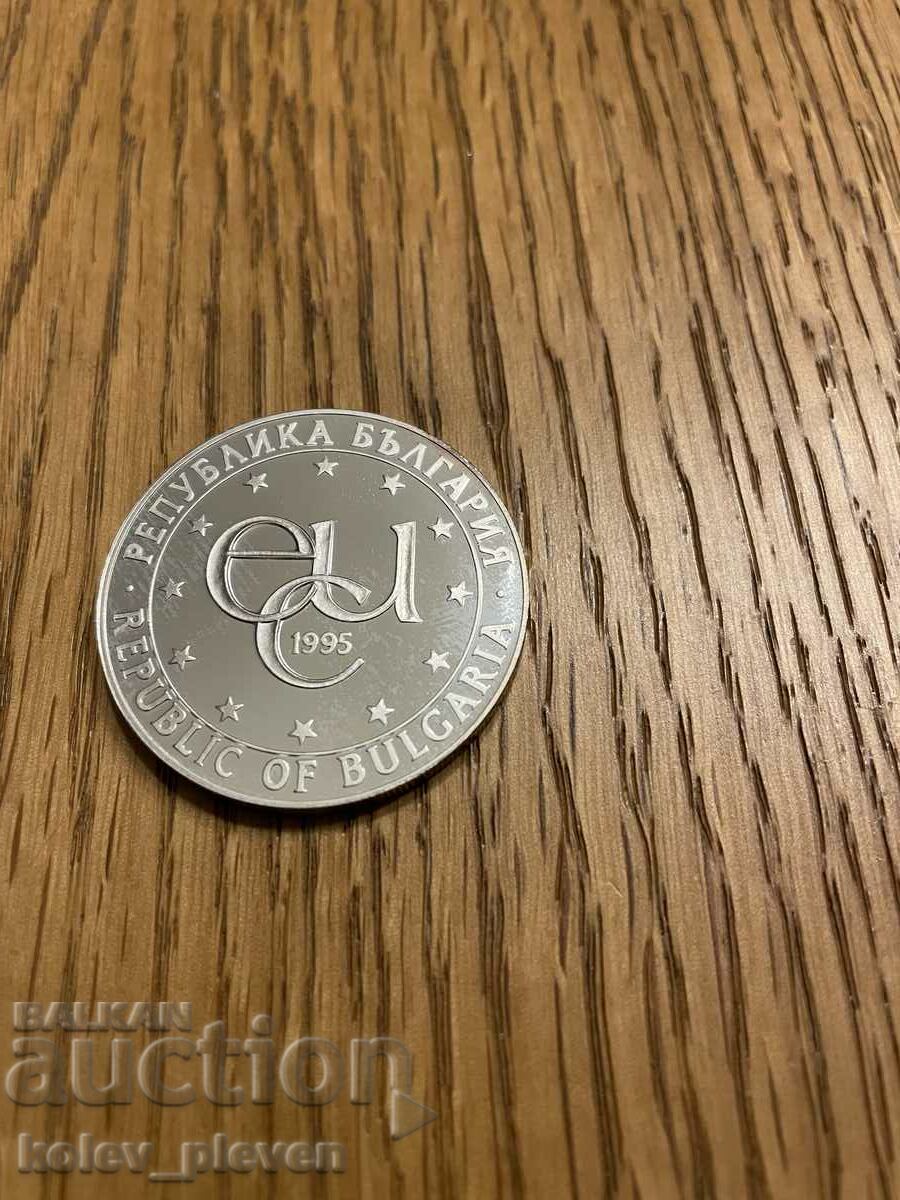 · РЕПУБЛИКА БЪЛГАРИЯ ·
ecu
1995
REPUBLIC OF BULGARIA
BALKAN
auction
kolev_pleven